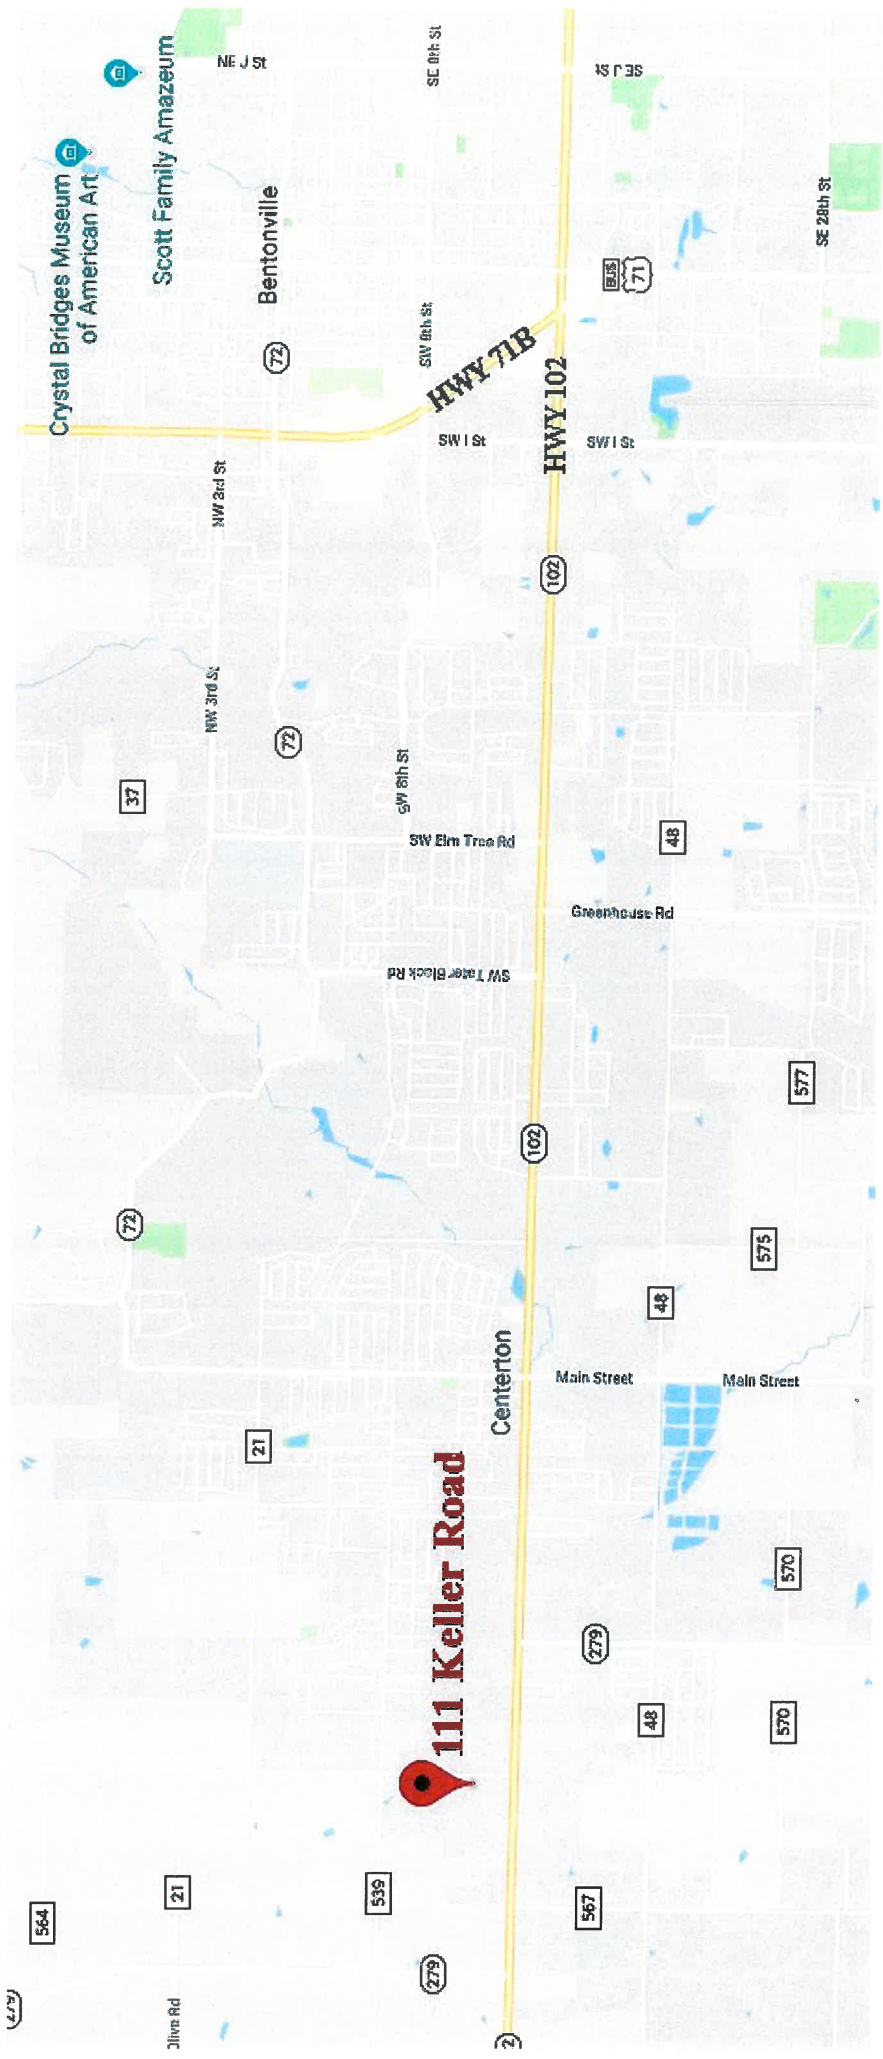 NE J St
SE 8th St
SE J St
Scott Family Amazeum
Crystal Bridges Museum
of American Art
Bentonville
SE 28th St
BUS
71
72
SW 8th St
HWY 71B
HWY 102
SW I St
SW I St
NW 3rd St
102
NW 3rd St
72
37
SW 8th St
SW Elm Tree Rd
48
Greenhouse Rd
SW Tater Black Rd
577
102
72
575
48
Centerton
Main Street
Main Street
21
111 Keller Road
570
279
48
570
564
21
539
567
279
279
Olive Rd